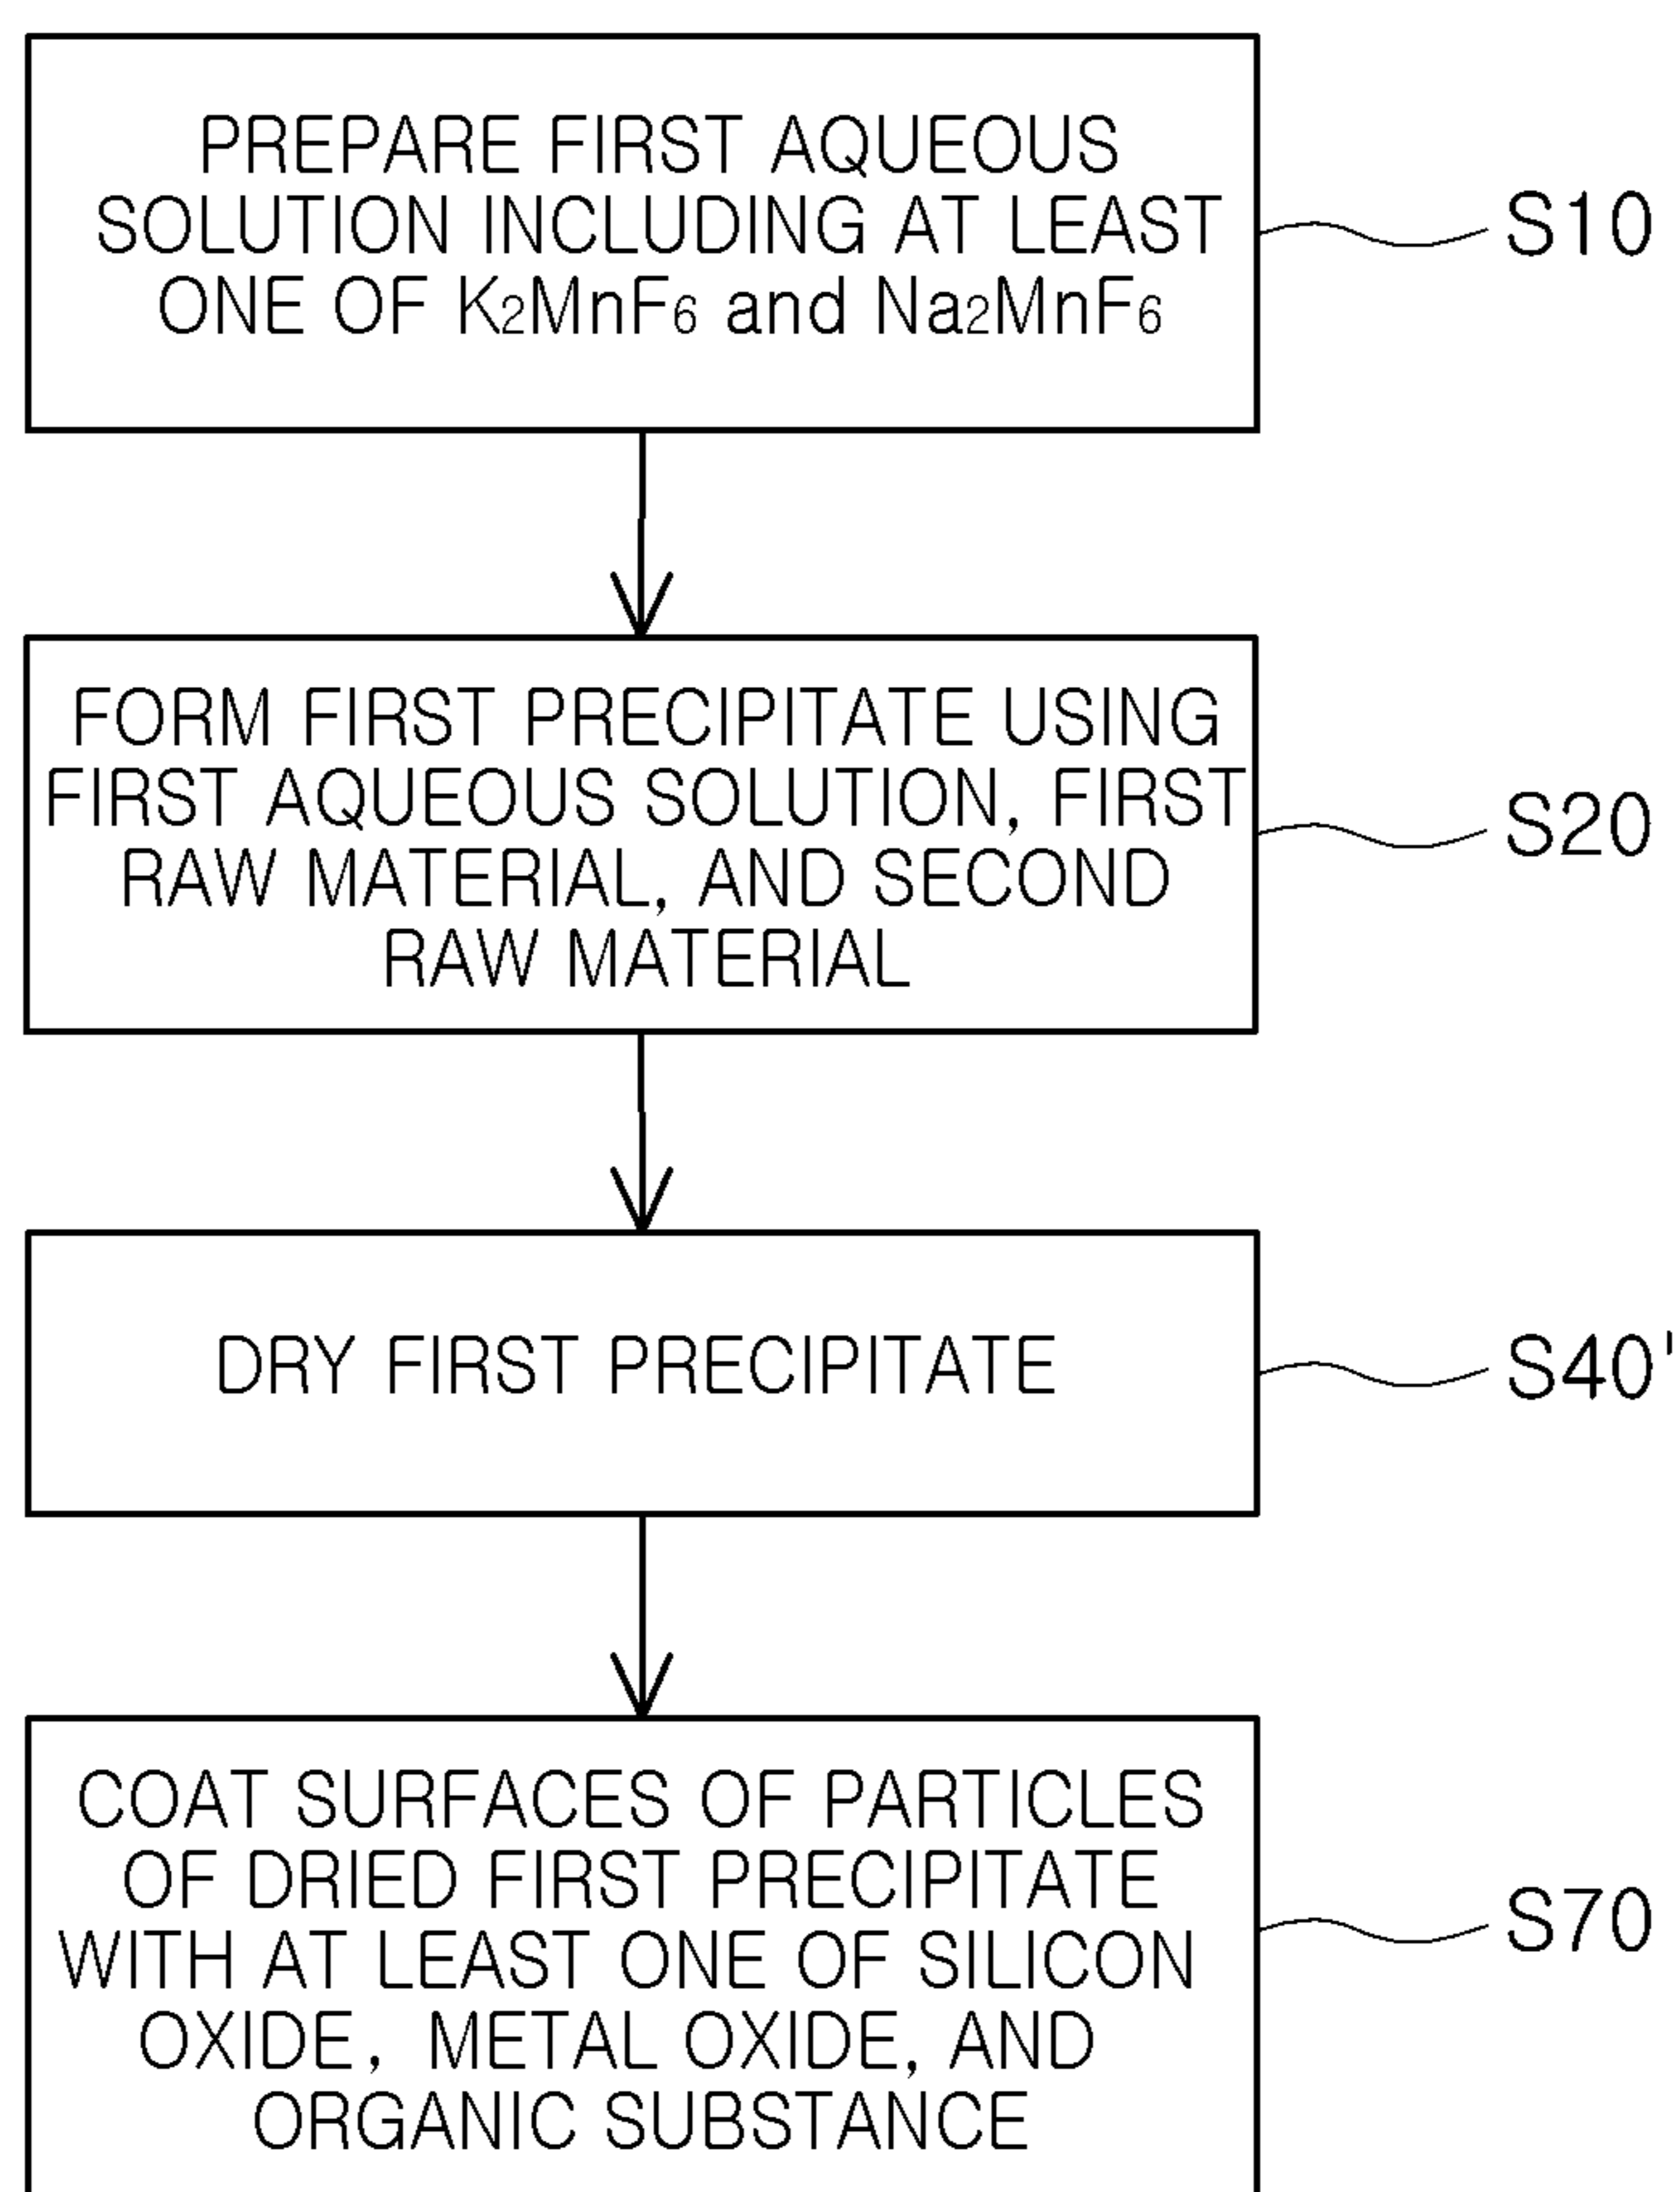 PREPARE FIRST AQUEOUS
SOLUTION INCLUDING AT LEAST
ONE OF K₂MnF₆ and Na₂MnF₆
S10
FORM FIRST PRECIPITATE USING
FIRST AQUEOUS SOLUTION, FIRST
RAW MATERIAL, AND SECOND
RAW MATERIAL
S20
DRY FIRST PRECIPITATE
S40'
COAT SURFACES OF PARTICLES
OF DRIED FIRST PRECIPITATE
WITH AT LEAST ONE OF SILICON
OXIDE, METAL OXIDE, AND
ORGANIC SUBSTANCE
S70